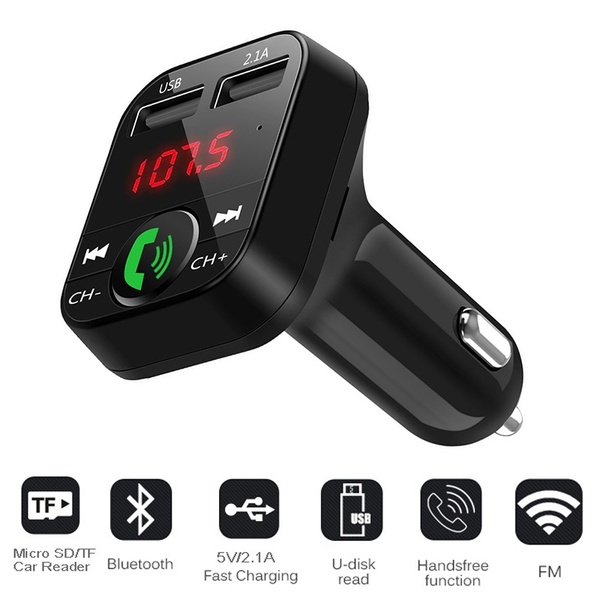 USB
2.1A
107.5
CH-
CH+
TF
USB
Micro SD/TF
Car Reader
Bluetooth
5V/2.1A
Fast Charging
U-disk
read
Handsfree
function
FM